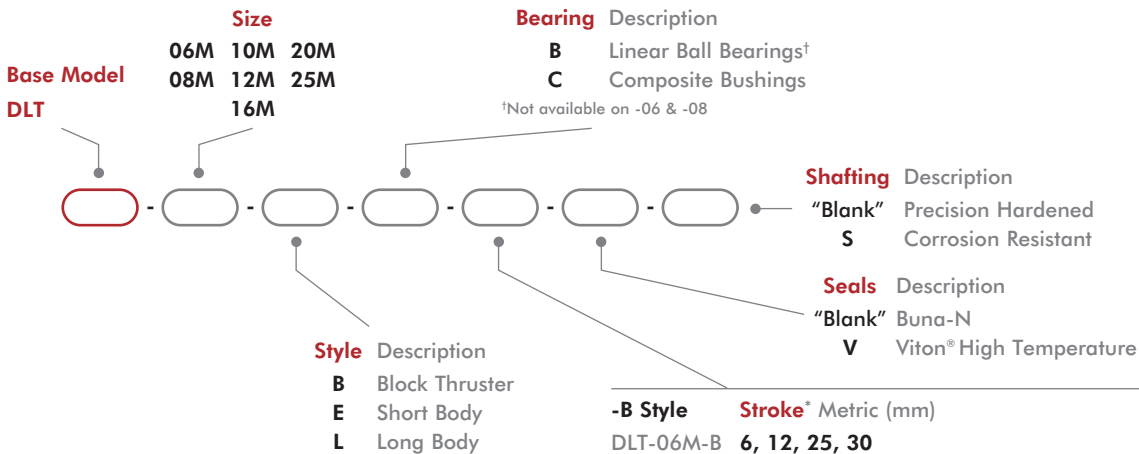 Size
06M 10M 20M
08M 12M 25M
16M
Base Model
DLT
Bearing Description
B Linear Ball Bearings†
C Composite Bushings
†Not available on -06 & -08
- - - - - -
Shafting Description
“Blank” Precision Hardened
S Corrosion Resistant
Seals Description
“Blank” Buna-N
V Viton® High Temperature
Style Description
B Block Thruster
E Short Body
L Long Body
-B Style Stroke* Metric (mm)
DLT-06M-B 6, 12, 25, 30